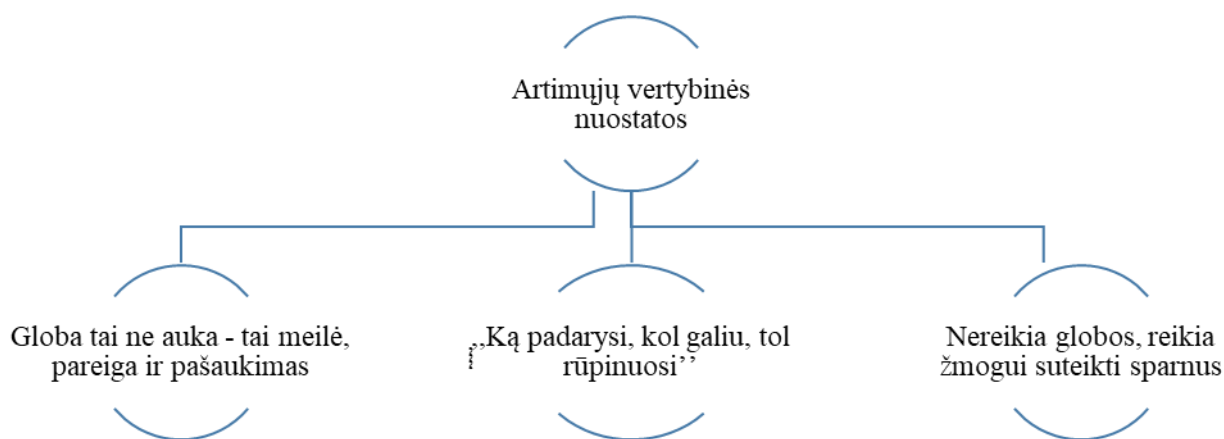 Artimųjų vertybinės
nuostatos
Globa tai ne auka - tai meilė,
pareiga ir pašaukimas
,,Ką padarysi, kol galiu, tol
rūpinuosi’’
Nereikia globos, reikia
žmogui suteikti sparnus